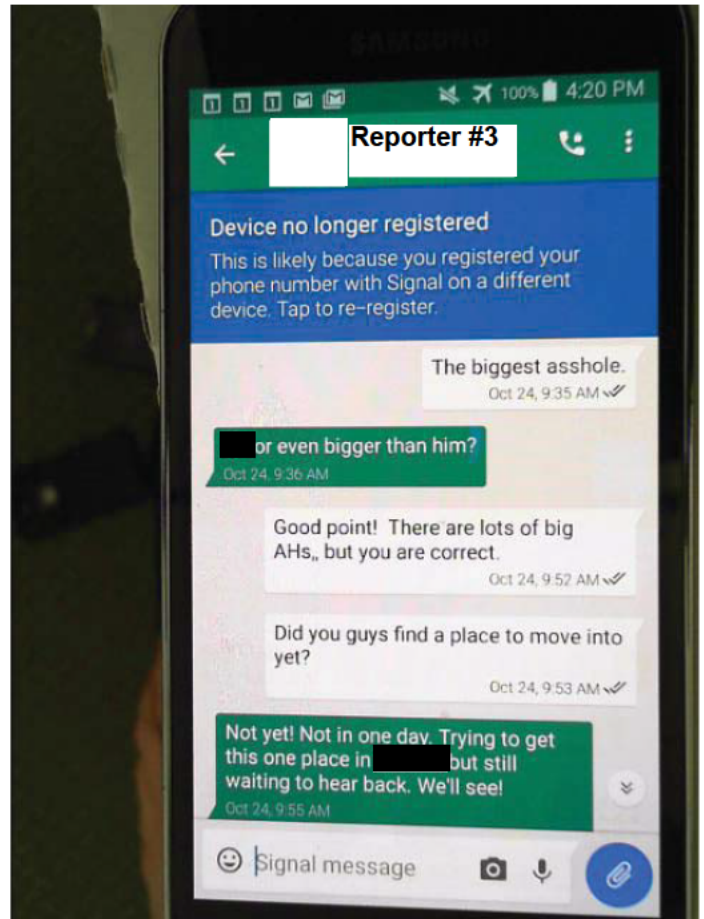 SAMSUNG
1 1 1 100% 4:20 PM
Reporter #3
Device no longer registered
This is likely because you registered your
phone number with Signal on a different
device. Tap to re-register.
The biggest asshole.
Oct 24, 9:35 AM
or even bigger than him?
Oct 24, 9:36 AM
Good point! There are lots of big
AHs,, but you are correct.
Oct 24, 9:52 AM
Did you guys find a place to move into
yet?
Oct 24, 9:53 AM
Not yet! Not in one day. Trying to get
this one place in but still
waiting to hear back. We'll see!
Oct 24, 9:55 AM
Signal message